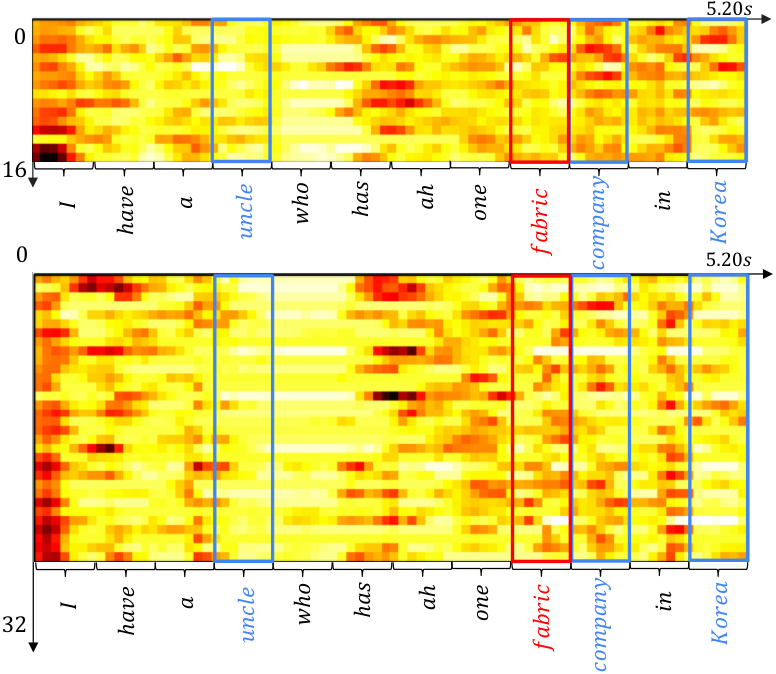 5.20s
0
16
I have a uncle who has ah one fabric company in Korea
0
5.20s
32
I have a uncle who has ah one fabric company in Korea